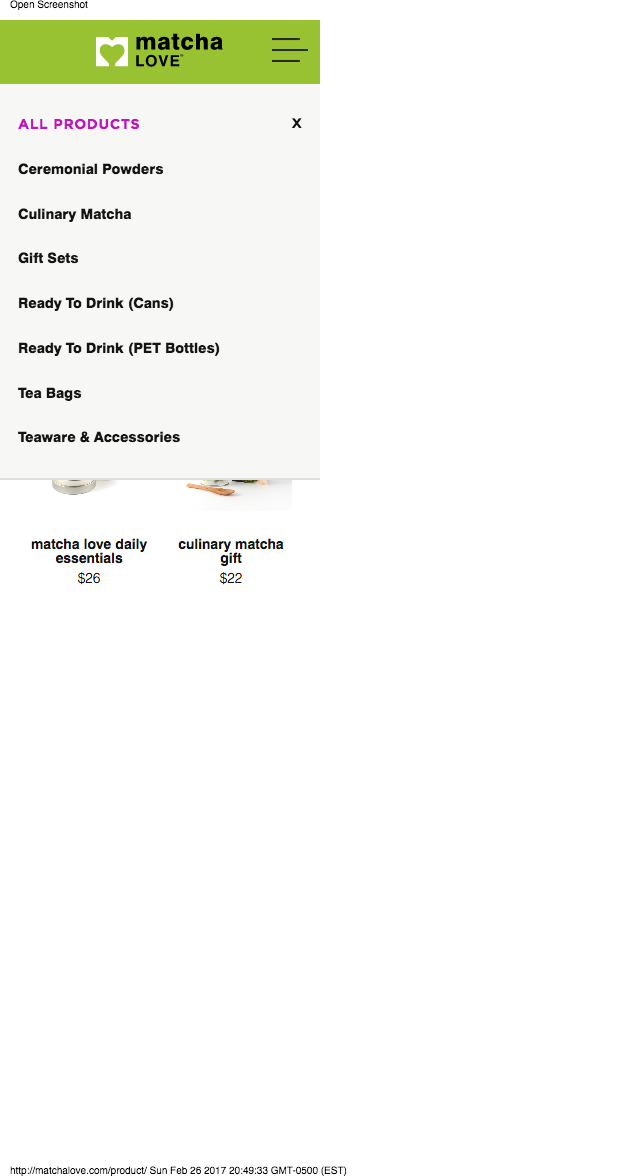 Open Screenshot
matcha
LOVE
ALL PRODUCTS
X
Ceremonial Powders
Culinary Matcha
Gift Sets
Ready To Drink (Cans)
Ready To Drink (PET Bottles)
Tea Bags
Teaware & Accessories
matcha love daily
essentials
$26
culinary matcha
gift
$22
http://matchalove.com/product/ Sun Feb 26 2017 20:49:33 GMT-0500 (EST)